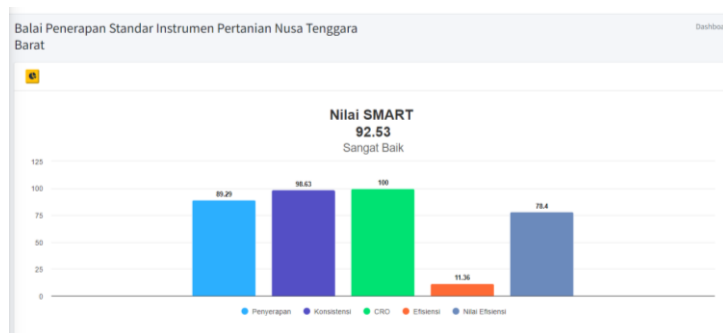 Balai Penerapan Standar Instrumen Pertanian Nusa Tenggara
Barat
Nilai SMART
92.53
Sangat Baik
125
100
75
50
25
0
89.29
98.63
100
11.36
78.4
Penyerapan
Konsistensi
CRO
Efisiensi
Nilai Efisiensi